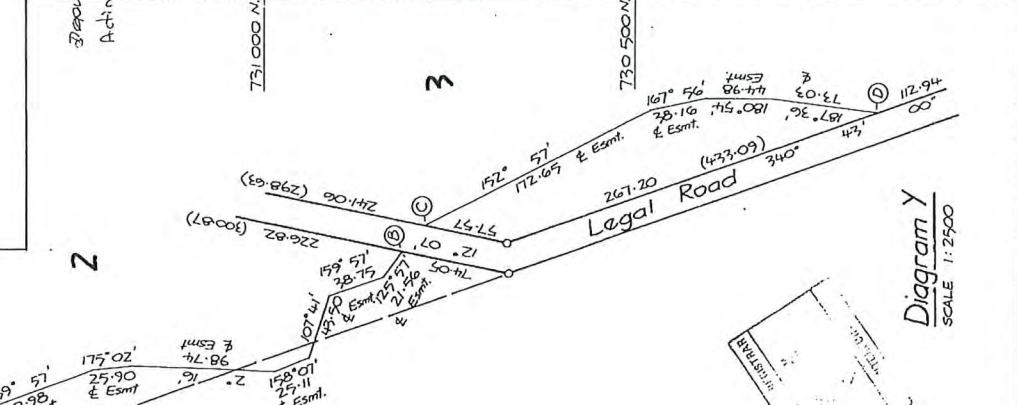 731 000 N
730 500 N
3
2
167° 56'
28.16
℄ Esmt.
44.98
Esmt.
180° 54'
73.03
℄
187° 36'
D
112.94
43' 00"
340°
152° 57'
172.65
℄ Esmt.
(433.09)
267.20
Legal Road
(298.63)
241.06
C
57.57
(300.87)
226.82
B
12° 07'
74.05
159° 57'
38.75
125° 57'
21.56
℄ Esmt.
107° 41'
43.50
℄ Esmt.
175° 02'
25.90
℄ Esmt
98.74
℄ Esmt
2° 16'
158° 07'
25.11
Esmt.
57'
Diagram Y
SCALE 1:2500